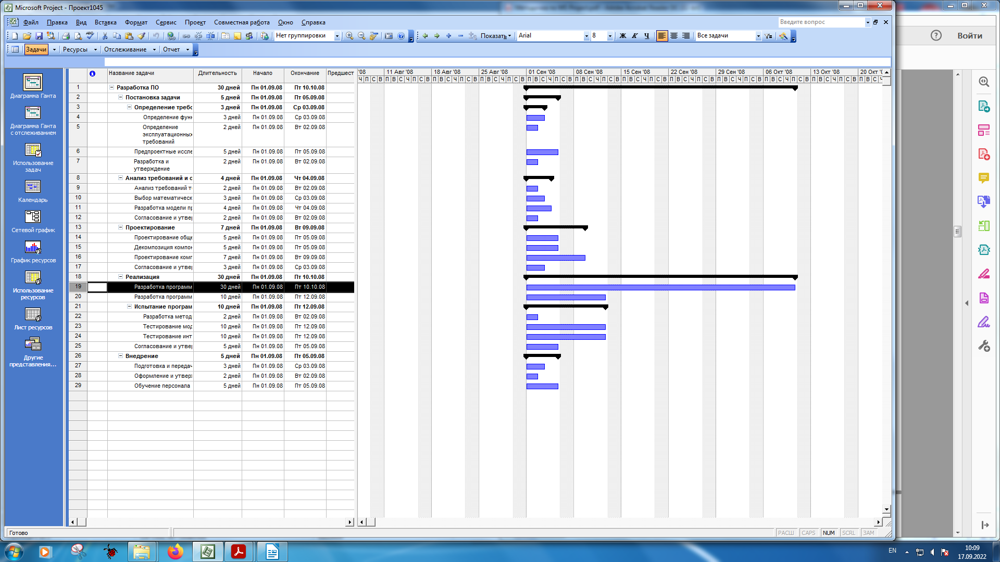 Microsoft Project - Проект1045
Файл Правка Вид Вставка Формат Сервис Проект Совместная работа Окно Справка
Введите вопрос
Нет группировки
Показать
Arial
8
Ж К Ч
Все задачи
Войти
Задачи Ресурсы Отслеживание Отчет
Название задачи Длительность Начало Окончание Предшест
'08 11 Авг '08 18 Авг '08 25 Авг '08 01 Сен '08 08 Сен '08 15 Сен '08 22 Сен '08 29 Сен '08 06 Окт '08 13 Окт '08 20 Окт '0
Ч П С В П В С Ч П С В П В С Ч П С В П В С Ч П С В П В С Ч П С В П В С Ч П С В П В С Ч П С В П В С Ч П С В П В С Ч П С В П В С Ч П С В П В С Ч П С В П В С Ч
1 Разработка ПО 30 дней Пн 01.09.08 Пт 10.10.08
2 Постановка задачи 5 дней Пн 01.09.08 Пт 05.09.08
3 Определение требо 3 дней Пн 01.09.08 Ср 03.09.08
4 Определение фун 3 дней Пн 01.09.08 Ср 03.09.08
5 Определение 2 дней Пн 01.09.08 Вт 02.09.08
эксплуатационных
требований
6 Предпроектные иссле 5 дней Пн 01.09.08 Пт 05.09.08
7 Разработка и 2 дней Пн 01.09.08 Вт 02.09.08
утверждение
8 Анализ требований и с 4 дней Пн 01.09.08 Чт 04.09.08
9 Анализ требований т 2 дней Пн 01.09.08 Вт 02.09.08
10 Выбор математическ 3 дней Пн 01.09.08 Ср 03.09.08
11 Разработка модели пр 4 дней Пн 01.09.08 Чт 04.09.08
12 Согласование и утвер 2 дней Пн 01.09.08 Вт 02.09.08
13 Проектирование 7 дней Пн 01.09.08 Вт 09.09.08
14 Проектирование обще 5 дней Пн 01.09.08 Пт 05.09.08
15 Декомпозиция компон 5 дней Пн 01.09.08 Пт 05.09.08
16 Проектирование комп 7 дней Пн 01.09.08 Вт 09.09.08
17 Согласование и утвер 3 дней Пн 01.09.08 Ср 03.09.08
18 Реализация 30 дней Пн 01.09.08 Пт 10.10.08
19 Разработка программ 30 дней Пн 01.09.08 Пт 10.10.08
20 Разработка программ 10 дней Пн 01.09.08 Пт 12.09.08
21 Испытание програм 10 дней Пн 01.09.08 Пт 12.09.08
22 Разработка метод 2 дней Пн 01.09.08 Вт 02.09.08
23 Тестирование мод 10 дней Пн 01.09.08 Пт 12.09.08
24 Тестирование инт 10 дней Пн 01.09.08 Пт 12.09.08
25 Согласование и утвер 5 дней Пн 01.09.08 Пт 05.09.08
26 Внедрение 5 дней Пн 01.09.08 Пт 05.09.08
27 Подготовка и передач 3 дней Пн 01.09.08 Ср 03.09.08
28 Оформление и утверж 2 дней Пн 01.09.08 Вт 02.09.08
29 Обучение персонала 5 дней Пн 01.09.08 Пт 05.09.08
Диаграмма Ганта
Диаграмма Ганта
с отслеживанием
Использование
задач
Календарь
Сетевой график
График ресурсов
Использование
ресурсов
Лист ресурсов
Другие
представления...
Готово
РАСШ CAPS NUM SCRL ЗАМ
EN
10:09
17.09.2022